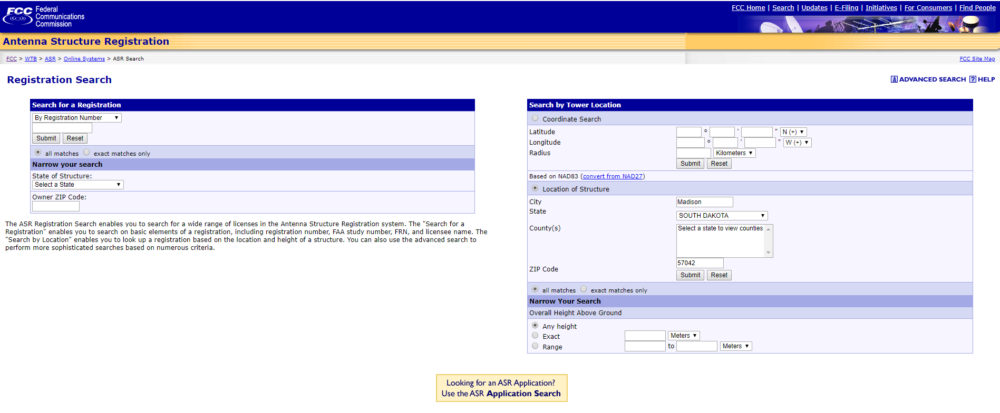 FCC Federal
Communications
Commission
FCC Home | Search | Updates | E-Filing | Initiatives | For Consumers | Find People
Antenna Structure Registration
FCC > WTB > ASR > Online Systems > ASR Search
FCC Site Map
Registration Search
ADVANCED SEARCH ? HELP
Search for a Registration
By Registration Number
Submit Reset
all matches exact matches only
Narrow your search
State of Structure:
Select a State
Owner ZIP Code:
The ASR Registration Search enables you to search for a wide range of licenses in the Antenna Structure Registration system. The "Search for a
Registration" enables you to search on basic elements of a registration, including registration number, FAA study number, FRN, and licensee name. The
"Search by Location" enables you to look up a registration based on the location and height of a structure. You can also use the advanced search to
perform more sophisticated searches based on numerous criteria.
Search by Tower Location
Coordinate Search
Latitude º ' " N (+)
Longitude º ' " W (+)
Radius Kilometers
Submit Reset
Based on NAD83 (convert from NAD27)
Location of Structure
City Madison
State SOUTH DAKOTA
County(s) Select a state to view counties
ZIP Code 57042
Submit Reset
all matches exact matches only
Narrow Your Search
Overall Height Above Ground
Any height
Exact Meters
Range to Meters
Looking for an ASR Application?
Use the ASR Application Search